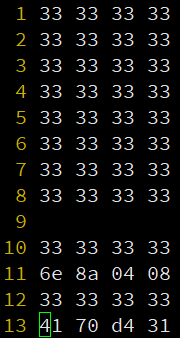 1 33 33 33 33
2 33 33 33 33
3 33 33 33 33
4 33 33 33 33
5 33 33 33 33
6 33 33 33 33
7 33 33 33 33
8 33 33 33 33
9
10 33 33 33 33
11 6e 8a 04 08
12 33 33 33 33
13 41 70 d4 31